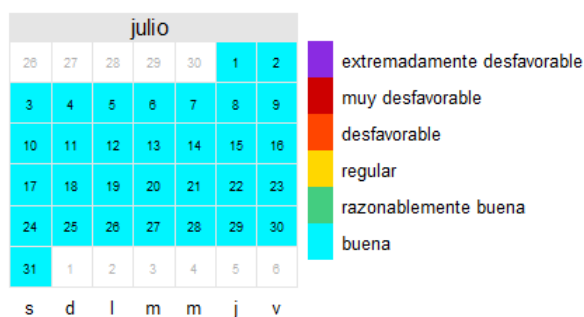 julio
26 27 28 29 30 1 2
3 4 5 6 7 8 9
10 11 12 13 14 15 16
17 18 19 20 21 22 23
24 25 26 27 28 29 30
31 1 2 3 4 5 6
s d l m m j v
extremadamente desfavorable
muy desfavorable
desfavorable
regular
razonablemente buena
buena